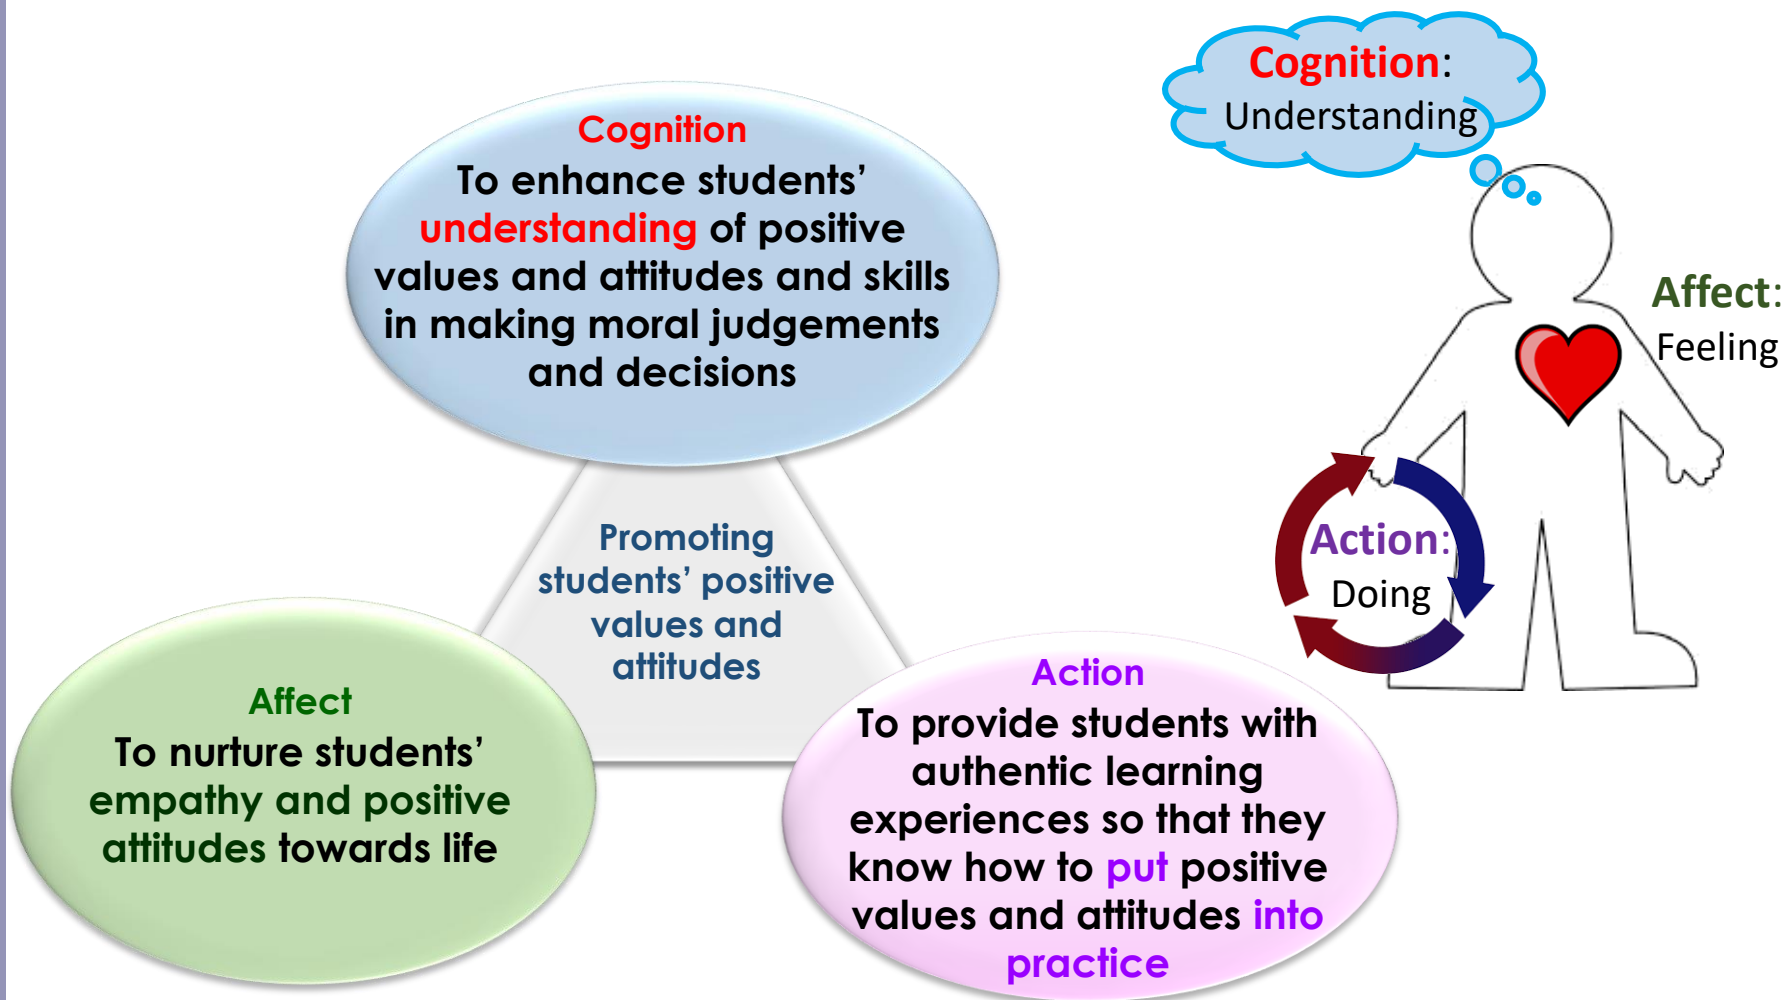 Cognition
To enhance students’
understanding of positive
values and attitudes and skills
in making moral judgements
and decisions
Promoting
students’ positive
values and
attitudes
Affect
To nurture students’
empathy and positive
attitudes towards life
Action
To provide students with
authentic learning
experiences so that they
know how to put positive
values and attitudes into
practice
Cognition:
Understanding
Affect:
Feeling
Action:
Doing